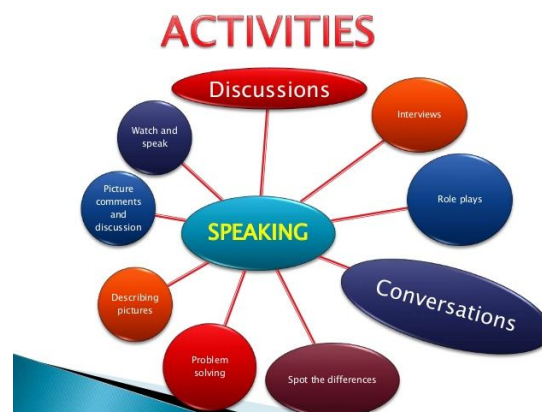 ACTIVITIES
Discussions
Interviews
Watch and
speak
Picture
comments
and
discussion
Role plays
SPEAKING
Conversations
Describing
pictures
Problem
solving
Spot the differences